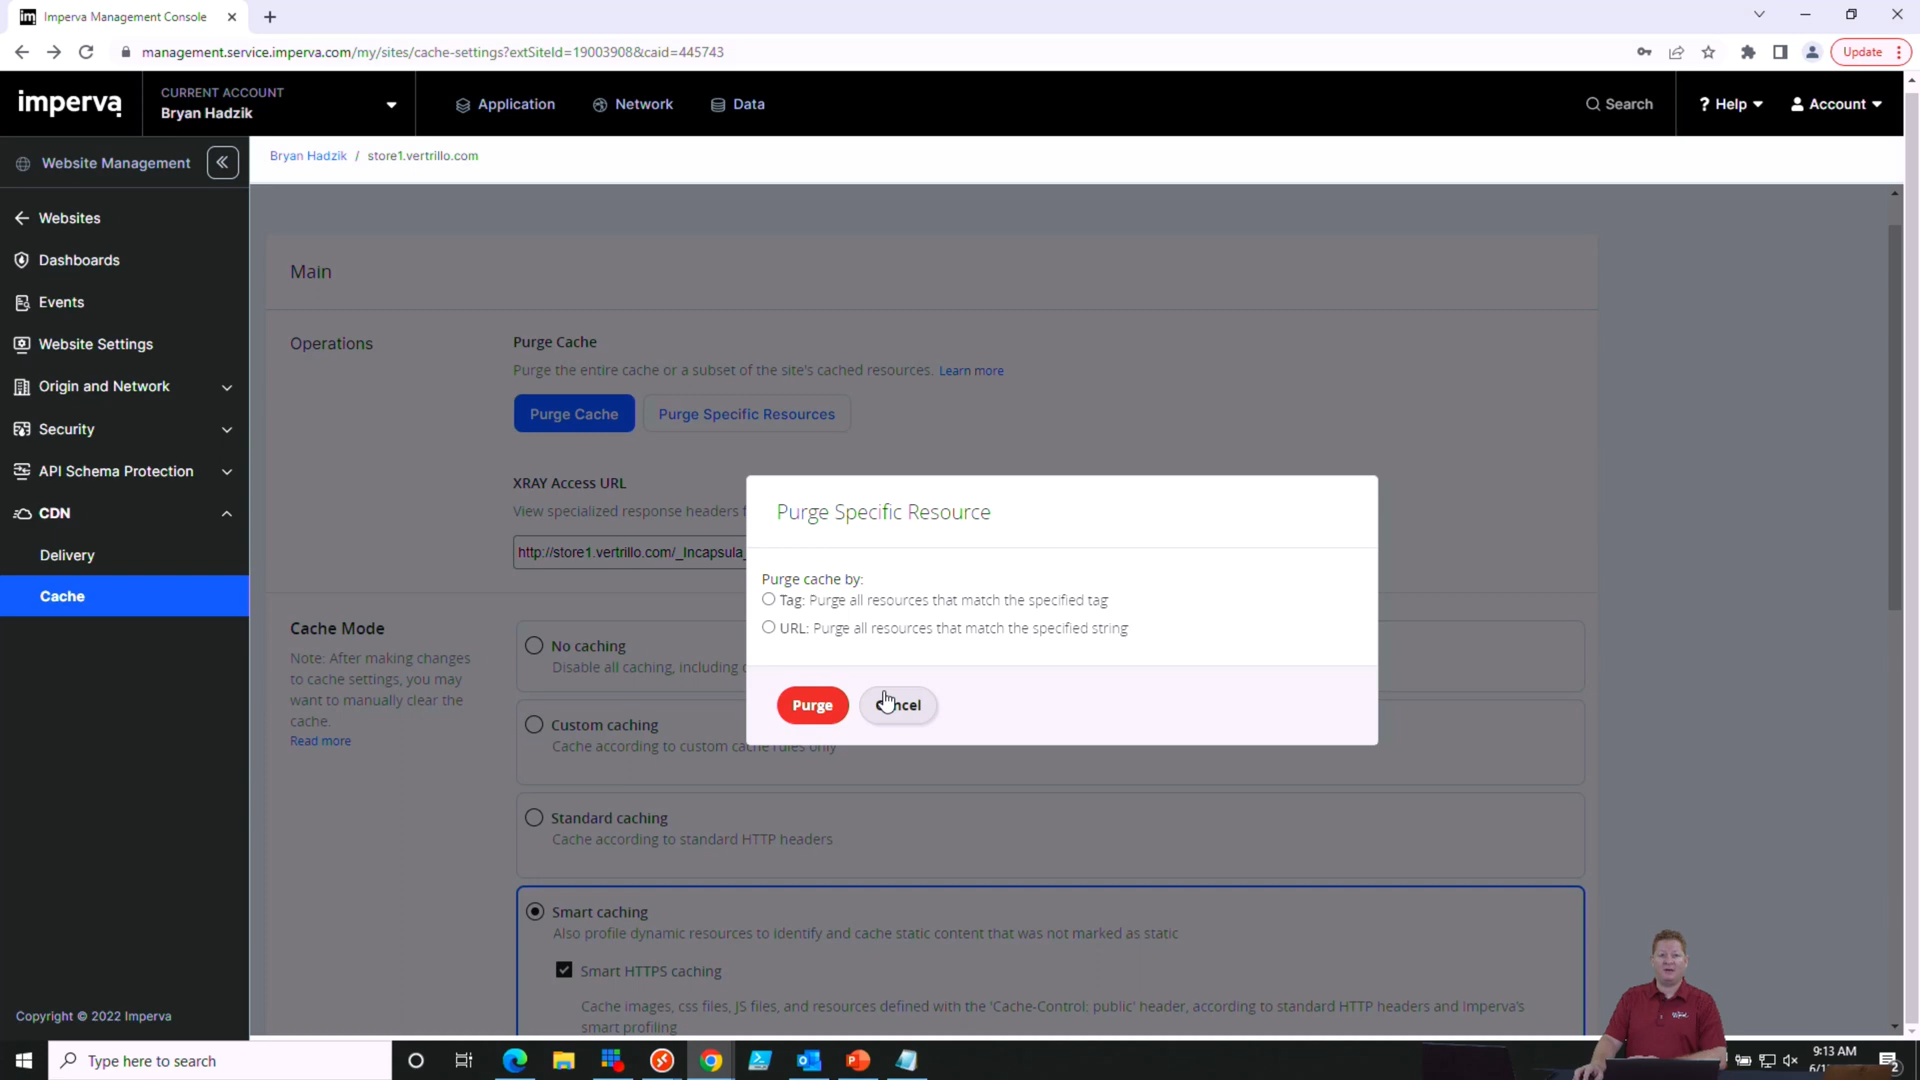 Imperva Management Console
management.service.imperva.com/my/sites/cache-settings?extSiteId=19003908&caid=445743
Update
imperva
CURRENT ACCOUNT
Bryan Hadzik
Application
Network
Data
Search
? Help
Account
Website Management
Bryan Hadzik / store1.vertrillo.com
Websites
Dashboards
Events
Website Settings
Origin and Network
Security
API Schema Protection
CDN
Delivery
Cache
Copyright © 2022 Imperva
Main
Operations
Purge Cache
Purge the entire cache or a subset of the site's cached resources. Learn more
Purge Cache
Purge Specific Resources
XRAY Access URL
View specialized response headers
http://store1.vertrillo.com/_Incapsula_
Purge Specific Resource
Purge cache by:
Tag: Purge all resources that match the specified tag
URL: Purge all resources that match the specified string
Purge
Cache Mode
Note: After making changes
to cache settings, you may
want to manually clear the
cache.
Read more
No caching
Disable all caching, including
Custom caching
Cache according to custom cache rules only
Standard caching
Cache according to standard HTTP headers
Smart caching
Also profile dynamic resources to identify and cache static content that was not marked as static
Smart HTTPS caching
Cache images, css files, JS files, and resources defined with the 'Cache-Control: public' header, according to standard HTTP headers and Imperva's
smart profiling
Type here to search
9:13 AM
2